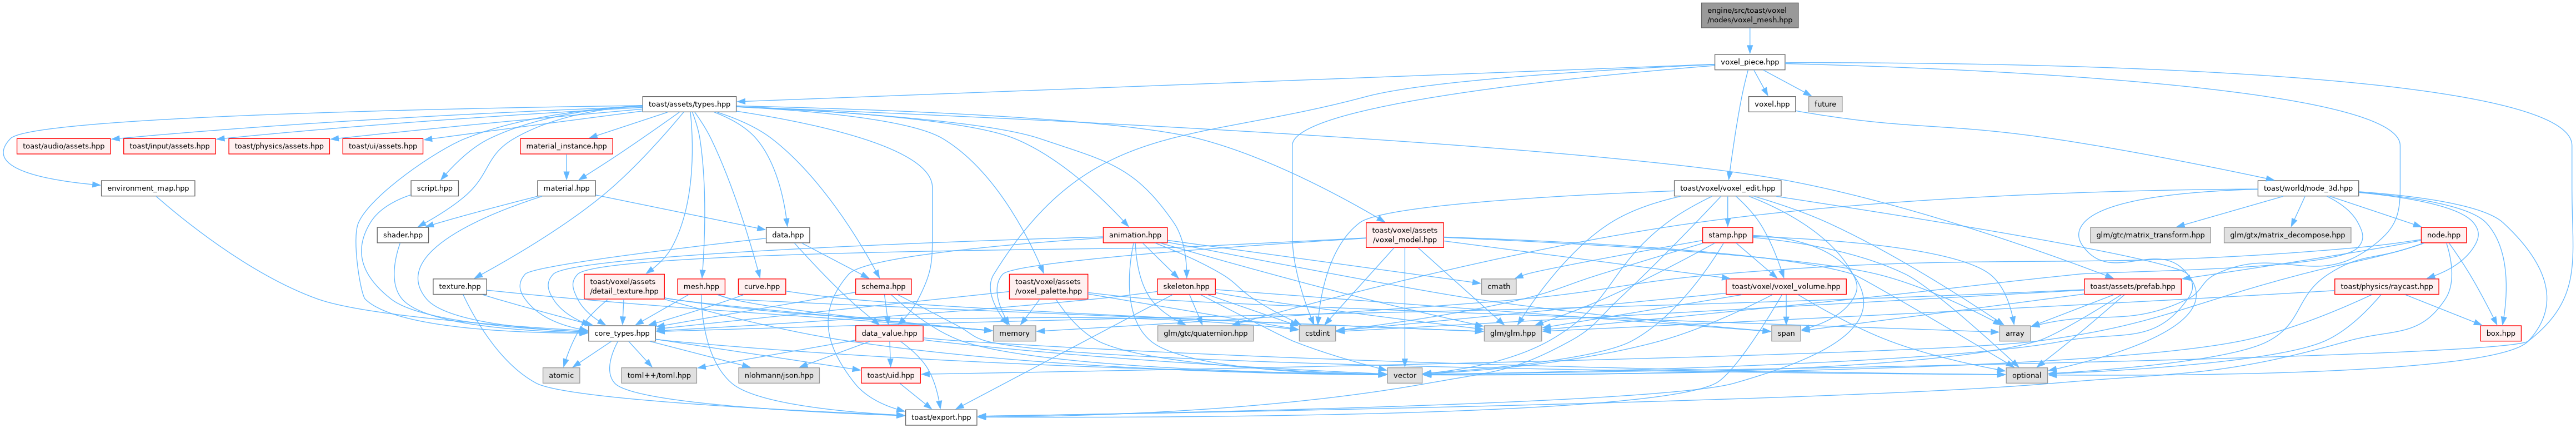 engine/src/toast/voxel
/nodes/voxel_mesh.hpp
voxel_piece.hpp
toast/assets/types.hpp
voxel.hpp
future
toast/audio/assets.hpp
toast/input/assets.hpp
toast/physics/assets.hpp
toast/ui/assets.hpp
material_instance.hpp
environment_map.hpp
script.hpp
material.hpp
toast/voxel/voxel_edit.hpp
toast/world/node_3d.hpp
shader.hpp
data.hpp
toast/voxel/assets
/voxel_model.hpp
animation.hpp
stamp.hpp
glm/gtc/matrix_transform.hpp
glm/gtx/matrix_decompose.hpp
node.hpp
texture.hpp
toast/voxel/assets
/detail_texture.hpp
mesh.hpp
curve.hpp
schema.hpp
toast/voxel/assets
/voxel_palette.hpp
skeleton.hpp
cmath
toast/voxel/voxel_volume.hpp
toast/assets/prefab.hpp
toast/physics/raycast.hpp
core_types.hpp
data_value.hpp
memory
glm/gtc/quaternion.hpp
cstdint
glm/glm.hpp
span
array
box.hpp
atomic
toml++/toml.hpp
nlohmann/json.hpp
toast/uid.hpp
vector
optional
toast/export.hpp